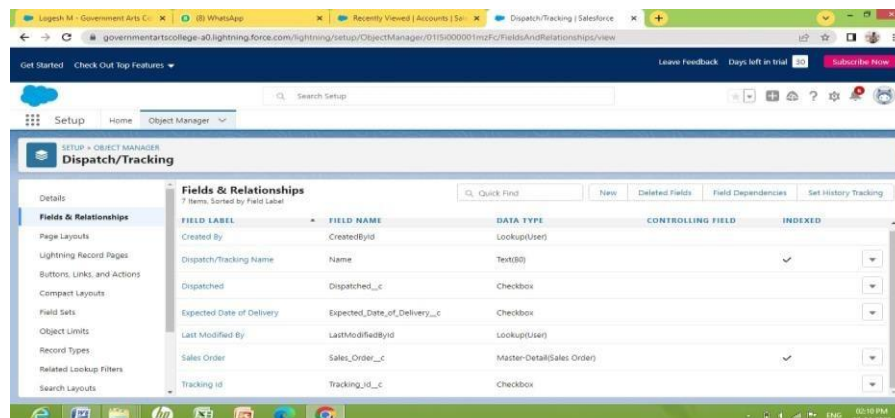 Logesh M - Government Arts Co
(8) WhatsApp
Recently Viewed | Accounts | Sal
Dispatch/Tracking | Salesforce
governmentartscollege-a0.lightning.force.com/lightning/setup/ObjectManager/01I5i000001mzFc/FieldsAndRelationships/view
Get Started Check Out Top Features
Leave Feedback Days left in trial 30 Subscribe Now
Search Setup
Setup Home Object Manager
SETUP > OBJECT MANAGER
Dispatch/Tracking
Details
Fields & Relationships
Page Layouts
Lightning Record Pages
Buttons, Links, and Actions
Compact Layouts
Field Sets
Object Limits
Record Types
Related Lookup Filters
Search Layouts
Fields & Relationships
7 Items, Sorted by Field Label
Quick Find New Deleted Fields Field Dependencies Set History Tracking
FIELD LABEL FIELD NAME DATA TYPE CONTROLLING FIELD INDEXED
Created By CreatedById Lookup(User)
Dispatch/Tracking Name Name Text(80)
Dispatched Dispatched__c Checkbox
Expected Date of Delivery Expected_Date_of_Delivery__c Checkbox
Last Modified By LastModifiedById Lookup(User)
Sales Order Sales_Order__c Master-Detail(Sales Order)
Tracking Id Tracking_Id__c Checkbox
ENG 02:10 PM